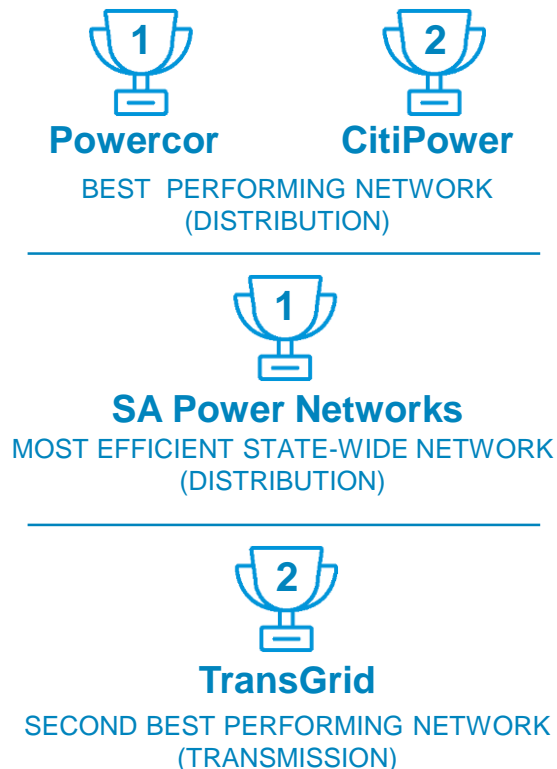 1 2
Powercor CitiPower
BEST PERFORMING NETWORK
(DISTRIBUTION)
1
SA Power Networks
MOST EFFICIENT STATE-WIDE NETWORK
(DISTRIBUTION)
2
TransGrid
SECOND BEST PERFORMING NETWORK
(TRANSMISSION)